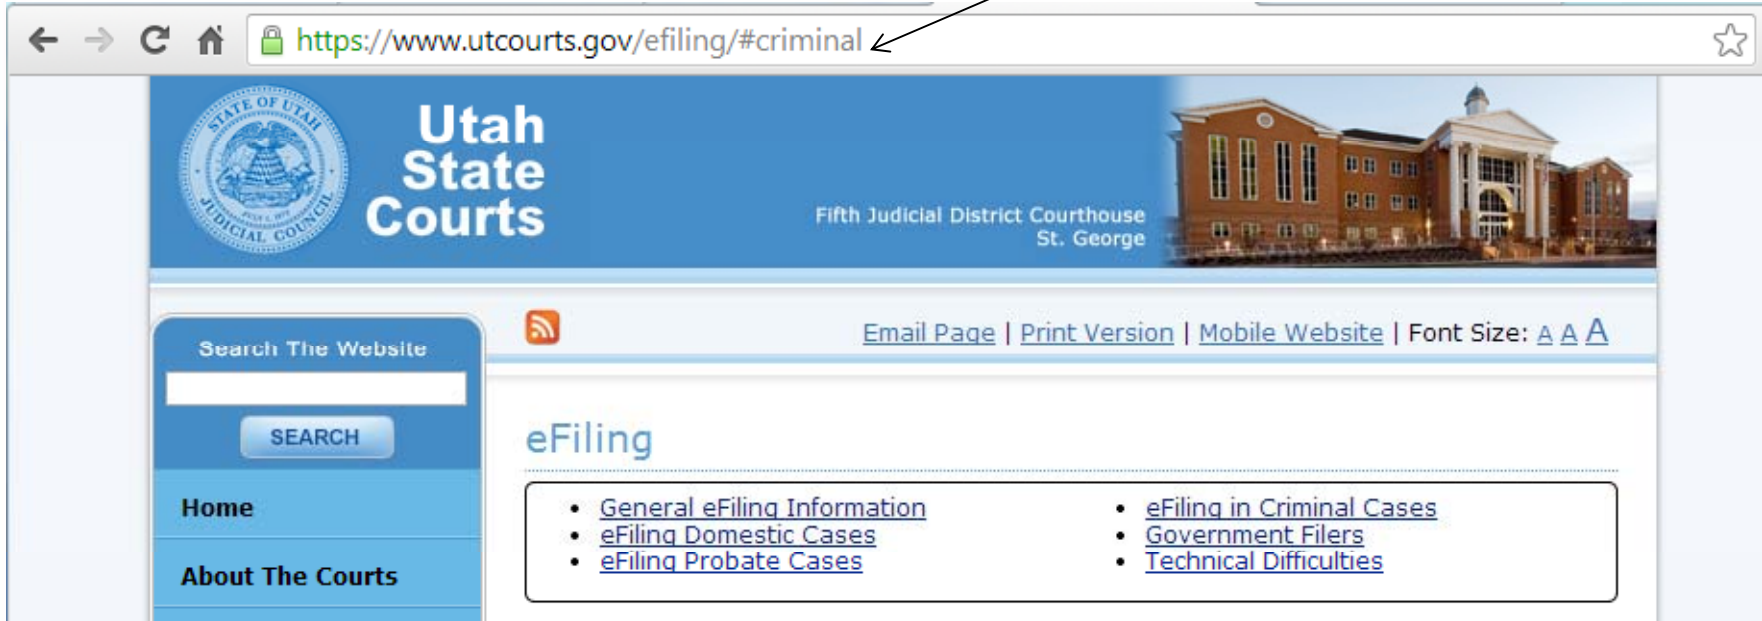 https://www.utcourts.gov/efiling/#criminal
STATE OF UTAH
JUDICIAL COUNCIL
Utah
State
Courts
Fifth Judicial District Courthouse
St. George
Search The Website
Email Page | Print Version | Mobile Website | Font Size: A A A
SEARCH
eFiling
Home
• General eFiling Information
• eFiling Domestic Cases
• eFiling Probate Cases
• eFiling in Criminal Cases
• Government Filers
• Technical Difficulties
About The Courts